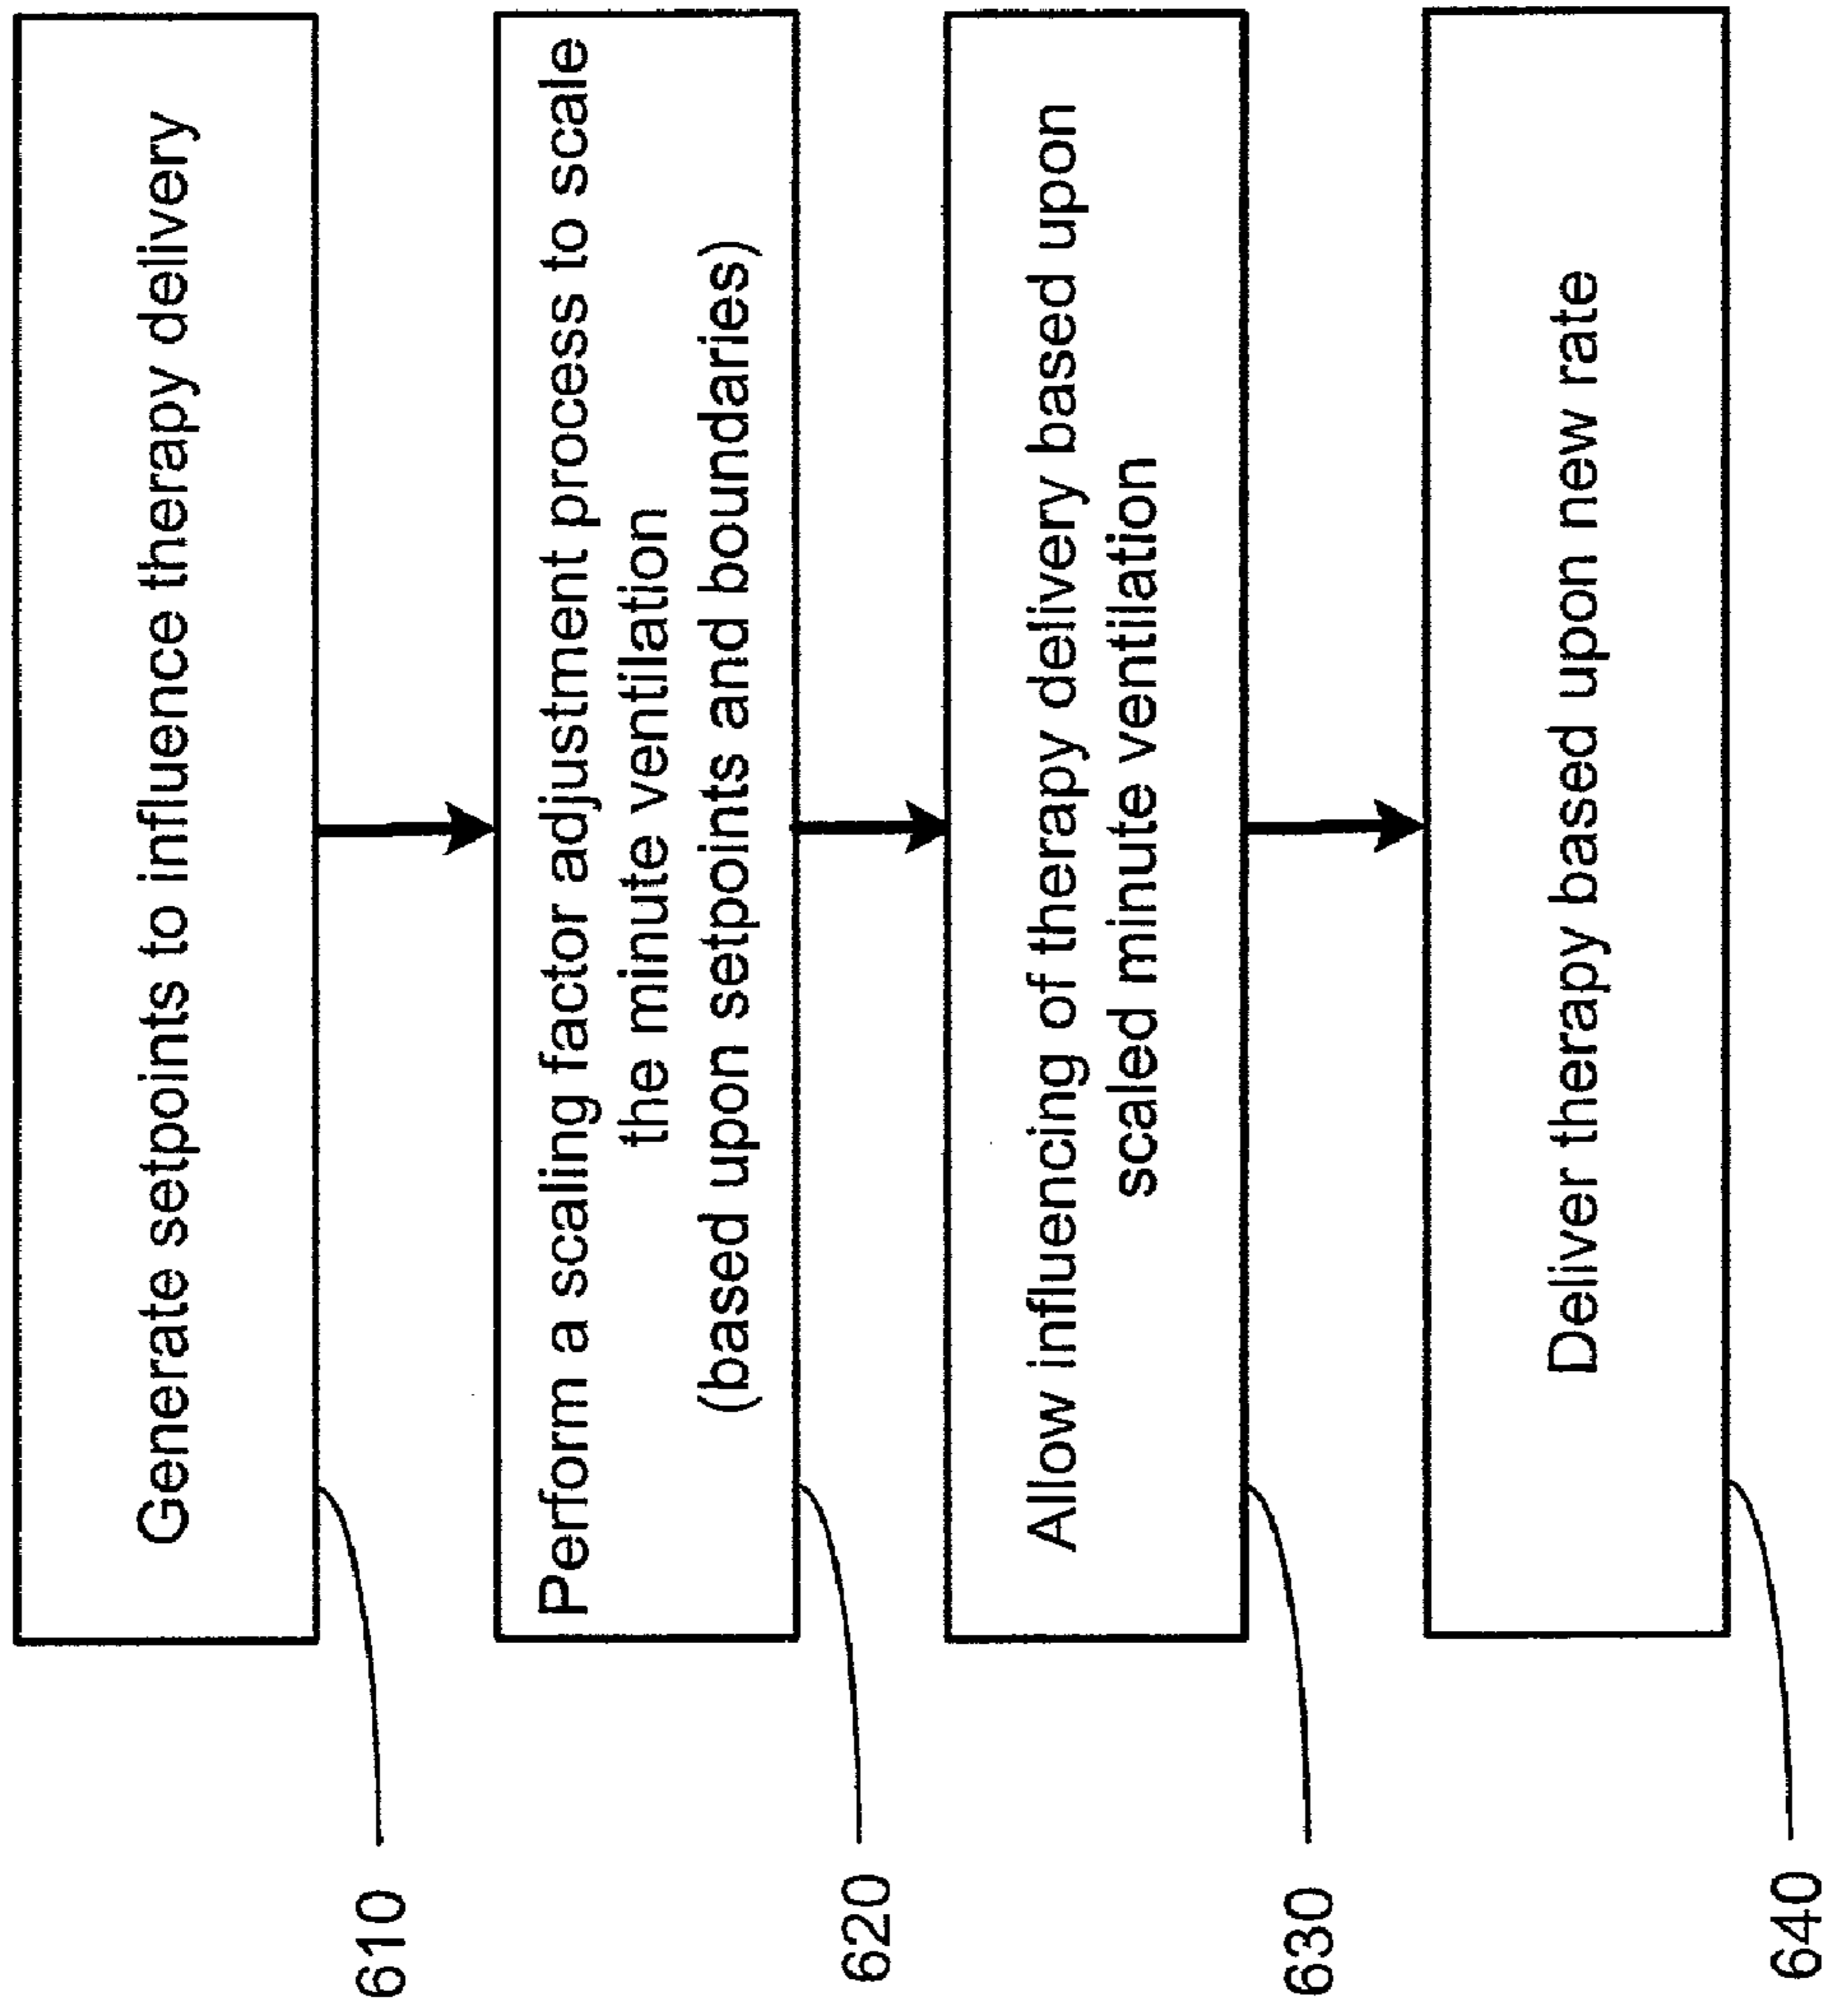 Generate setpoints to influence therapy delivery
610
Perform a scaling factor adjustment process to scale
the minute ventilation
(based upon setpoints and boundaries)
620
Allow influencing of therapy delivery based upon
scaled minute ventilation
630
Deliver therapy based upon new rate
640